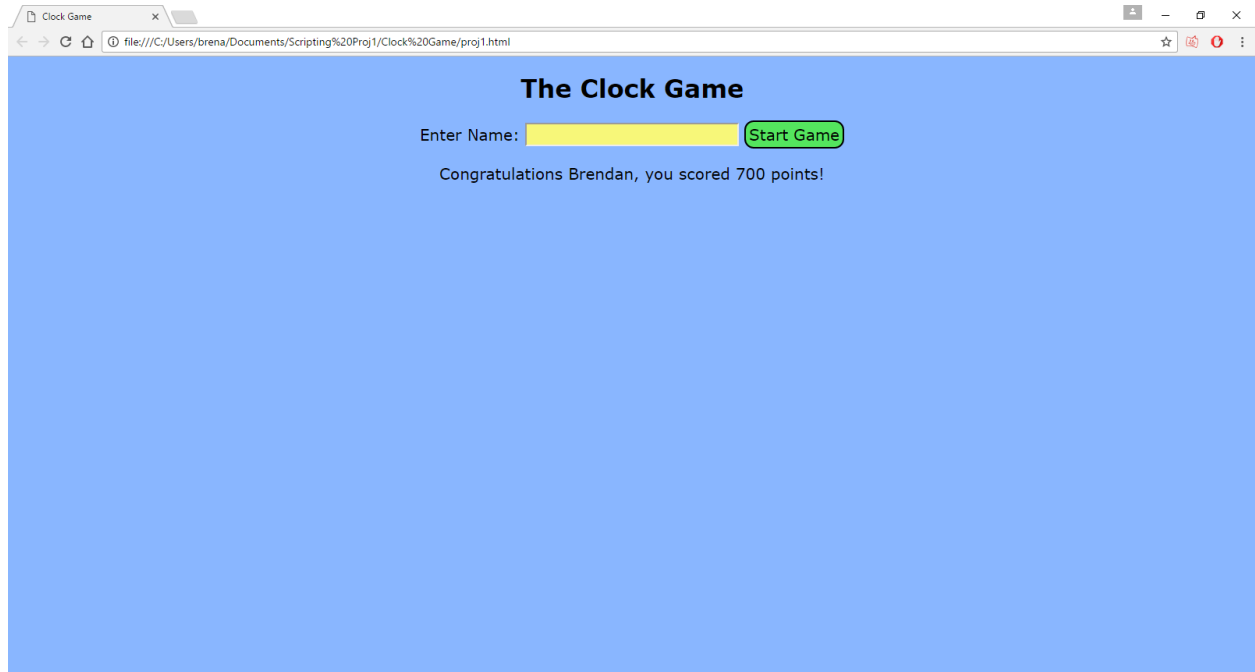 Clock Game
file:///C:/Users/brena/Documents/Scripting%20Proj1/Clock%20Game/proj1.html
The Clock Game
Enter Name: Start Game
Congratulations Brendan, you scored 700 points!